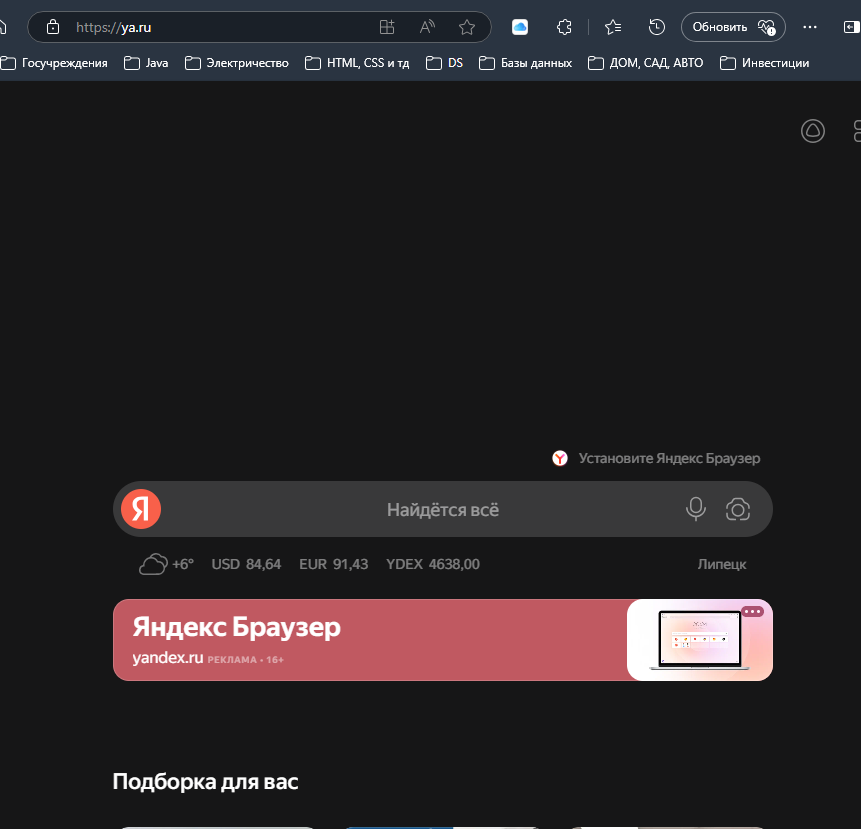 https://ya.ru
Обновить
Госучреждения Java Электричество HTML, CSS и тд DS Базы данных ДОМ, САД, АВТО Инвестиции
Установите Яндекс Браузер
Я Найдётся всё
+6° USD 84,64 EUR 91,43 YDEX 4638,00 Липецк
Яндекс Браузер
yandex.ru РЕКЛАМА • 16+
Подборка для вас